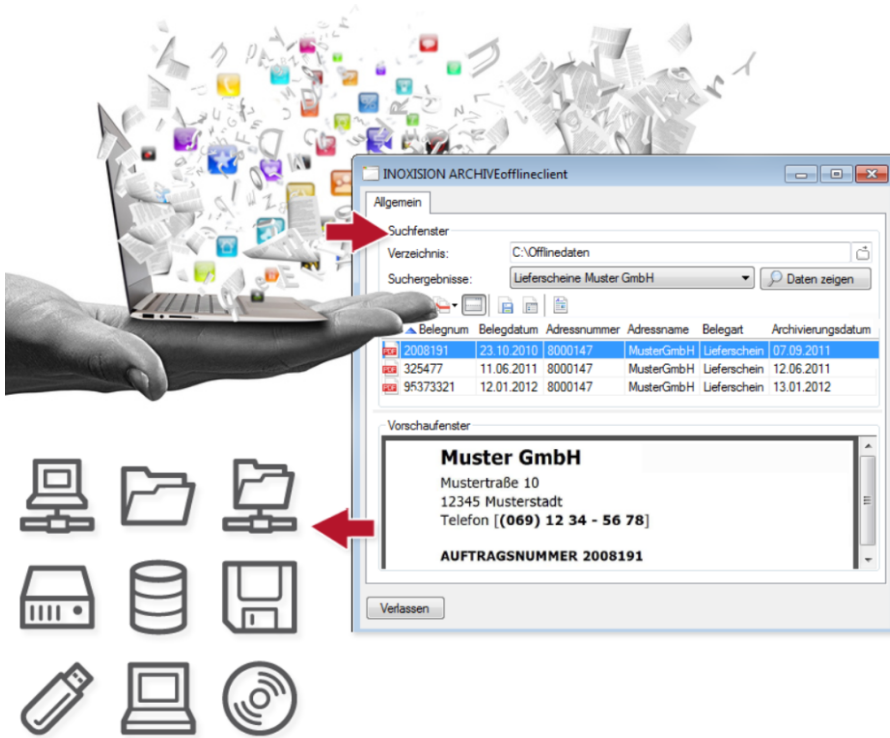 INOXISION ARCHIVEofflineclient
Allgemein
Suchfenster
Verzeichnis: C:\Offlinedaten
Suchergebnisse: Lieferscheine Muster GmbH Daten zeigen
Belegnum Belegdatum Adressnummer Adressname Belegart Archivierungsdatum
PDF 2008191 23.10.2010 8000147 MusterGmbH Lieferschein 07.09.2011
PDF 325477 11.06.2011 8000147 MusterGmbH Lieferschein 12.06.2011
PDF 95373321 12.01.2012 8000147 MusterGmbH Lieferschein 13.01.2012
Vorschaufenster
Muster GmbH
Mustertraße 10
12345 Musterstadt
Telefon [(069) 12 34 - 56 78]
AUFTRAGSNUMMER 2008191
Verlassen